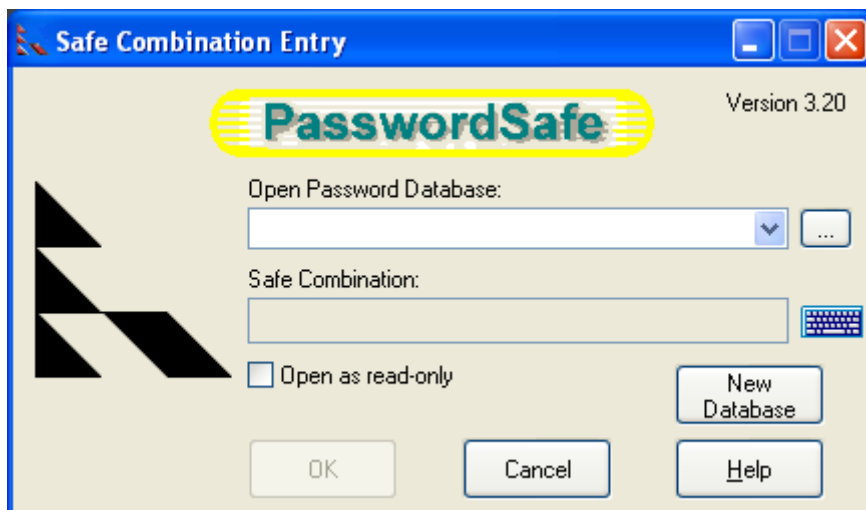 Safe Combination Entry
PasswordSafe
Version 3.20
Open Password Database:
...
Safe Combination:
Open as read-only
New
Database
OK
Cancel
Help